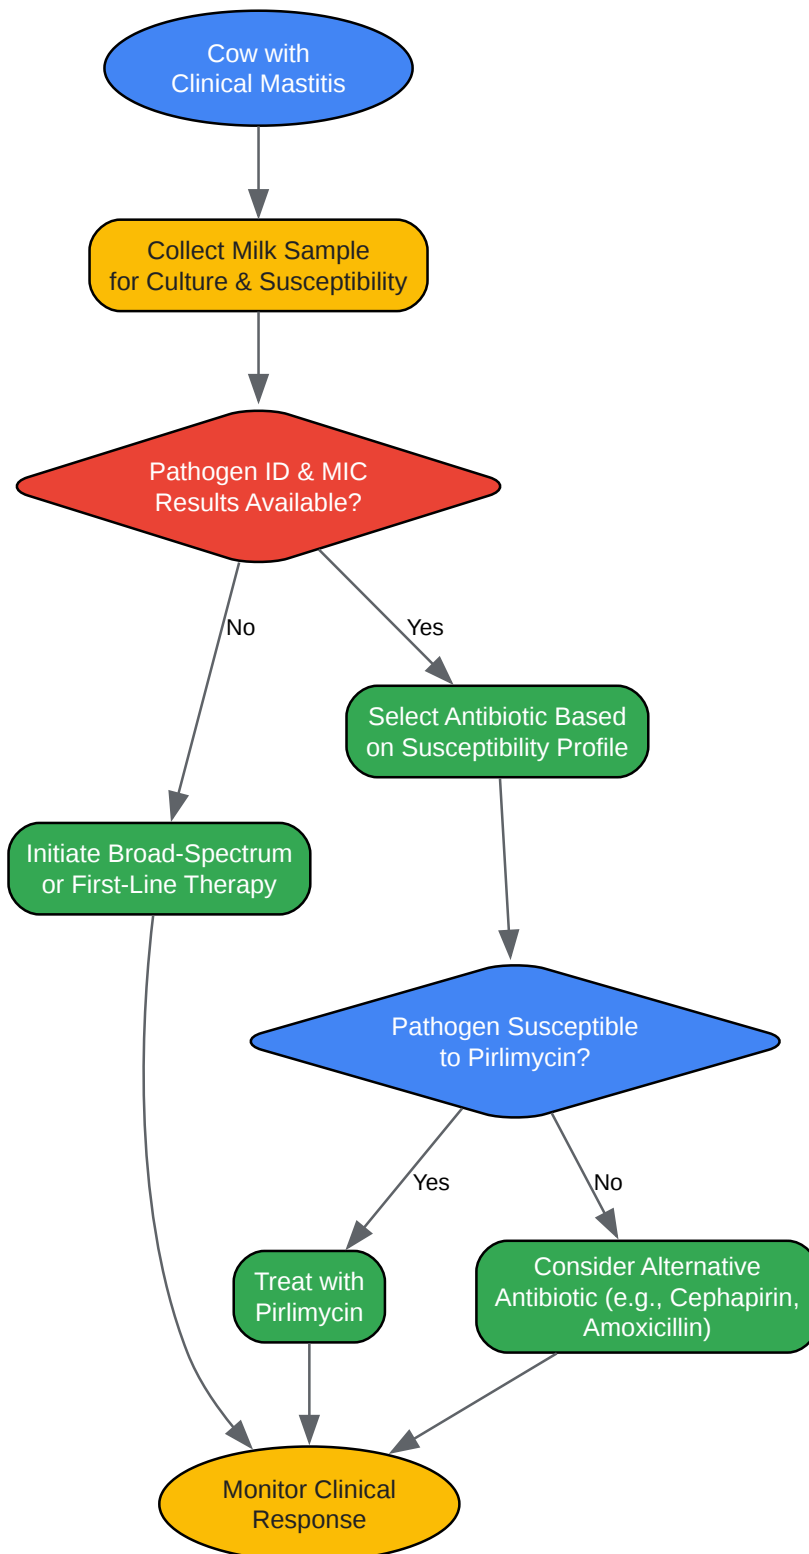 Cow with
Clinical Mastitis
Collect Milk Sample
for Culture & Susceptibility
Pathogen ID & MIC
Results Available?
No
Yes
Select Antibiotic Based
on Susceptibility Profile
Initiate Broad-Spectrum
or First-Line Therapy
Pathogen Susceptible
to Pirlimycin?
Yes
No
Treat with
Pirlimycin
Consider Alternative
Antibiotic (e.g., Cephapirin,
Amoxicillin)
Monitor Clinical
Response